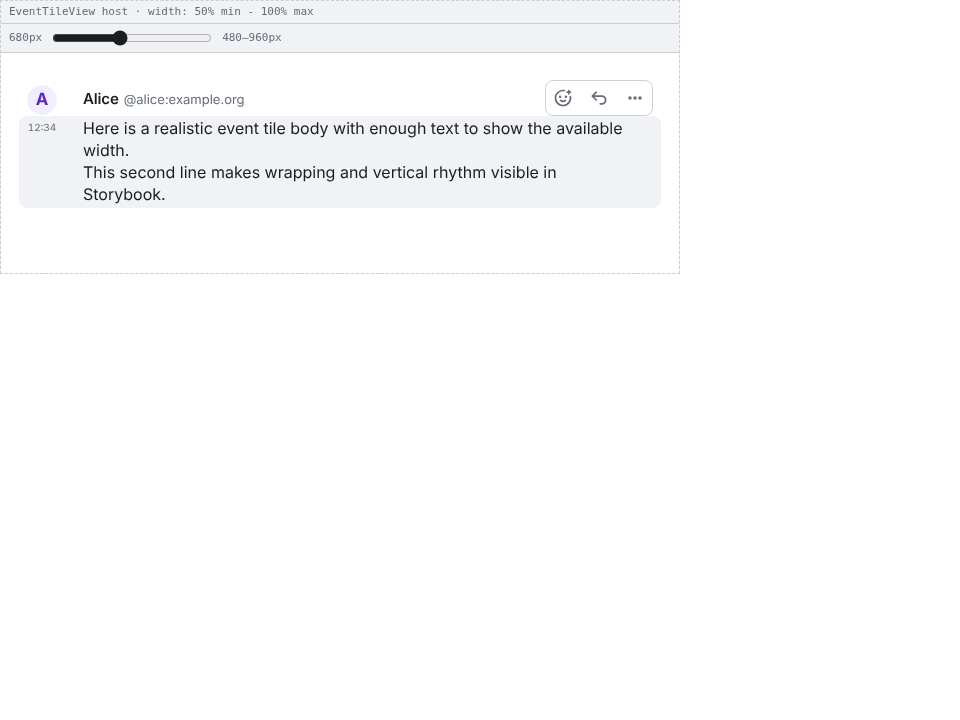 EventTileView host · width: 50% min - 100% max
680px 480–960px
A Alice @alice:example.org
12:34 Here is a realistic event tile body with enough text to show the available
width.
This second line makes wrapping and vertical rhythm visible in
Storybook.